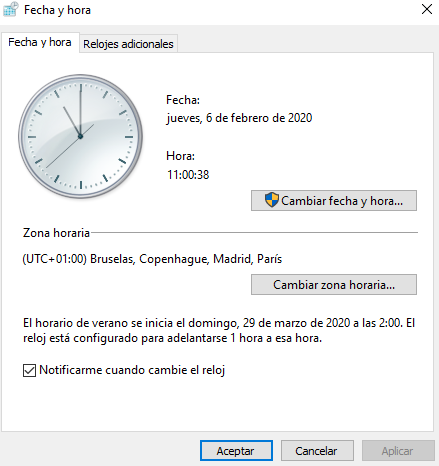 Fecha y hora
Fecha y hora
Relojes adicionales
Fecha:
jueves, 6 de febrero de 2020
Hora:
11:00:38
Cambiar fecha y hora...
Zona horaria
(UTC+01:00) Bruselas, Copenhague, Madrid, París
Cambiar zona horaria...
El horario de verano se inicia el domingo, 29 de marzo de 2020 a las 2:00. El
reloj está configurado para adelantarse 1 hora a esa hora.
Notificarme cuando cambie el reloj
Aceptar
Cancelar
Aplicar